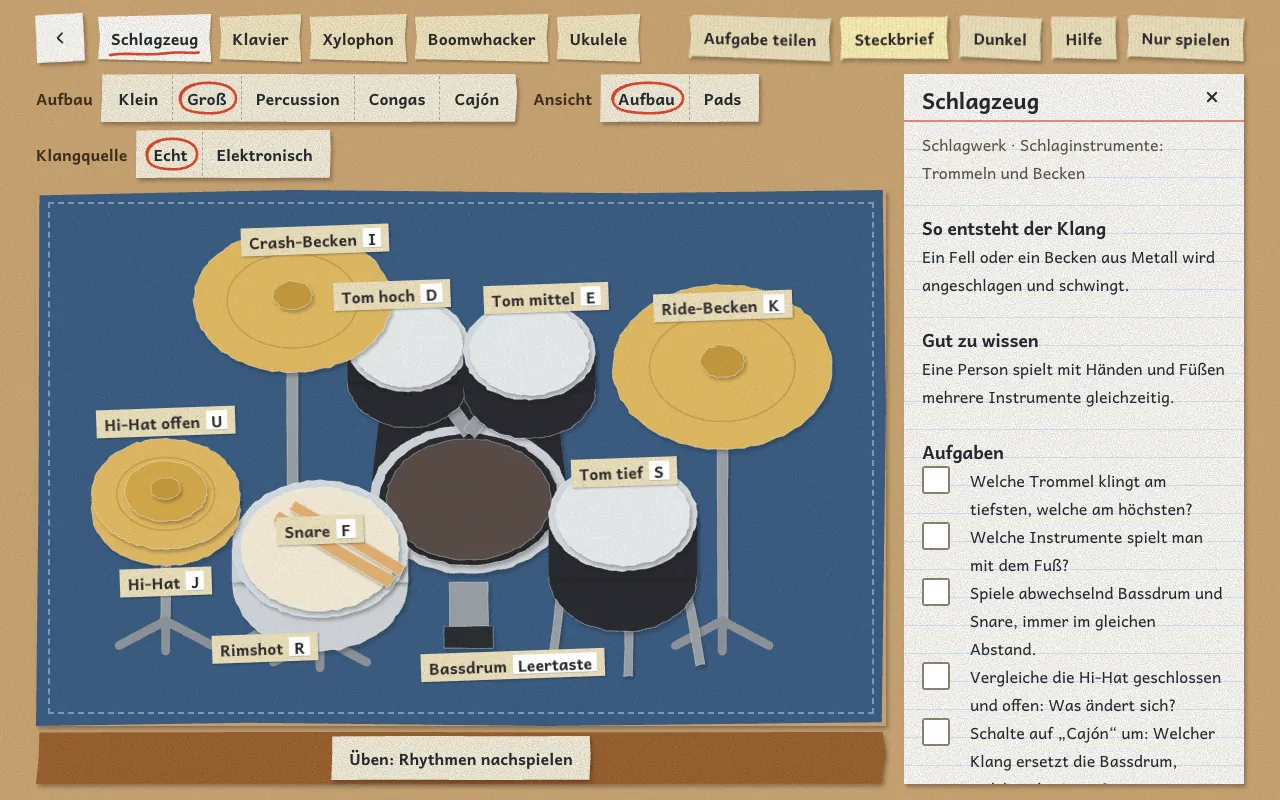 Schlagzeug Klavier Xylophon Boomwhacker Ukulele Aufgabe teilen Steckbrief Dunkel Hilfe Nur spielen
Aufbau Klein Groß Percussion Congas Cajón Ansicht Aufbau Pads
Klangquelle Echt Elektronisch
Crash-Becken I
Tom hoch D
Tom mittel E
Ride-Becken K
Hi-Hat offen U
Tom tief S
Snare F
Hi-Hat J
Rimshot R
Bassdrum Leertaste
Üben: Rhythmen nachspielen
Schlagzeug
Schlagwerk · Schlaginstrumente:
Trommeln und Becken
So entsteht der Klang
Ein Fell oder ein Becken aus Metall wird
angeschlagen und schwingt.
Gut zu wissen
Eine Person spielt mit Händen und Füßen
mehrere Instrumente gleichzeitig.
Aufgaben
Welche Trommel klingt am
tiefsten, welche am höchsten?
Welche Instrumente spielt man
mit dem Fuß?
Spiele abwechselnd Bassdrum und
Snare, immer im gleichen
Abstand.
Vergleiche die Hi-Hat geschlossen
und offen: Was ändert sich?
Schalte auf „Cajón“ um: Welcher
Klang ersetzt die Bassdrum,